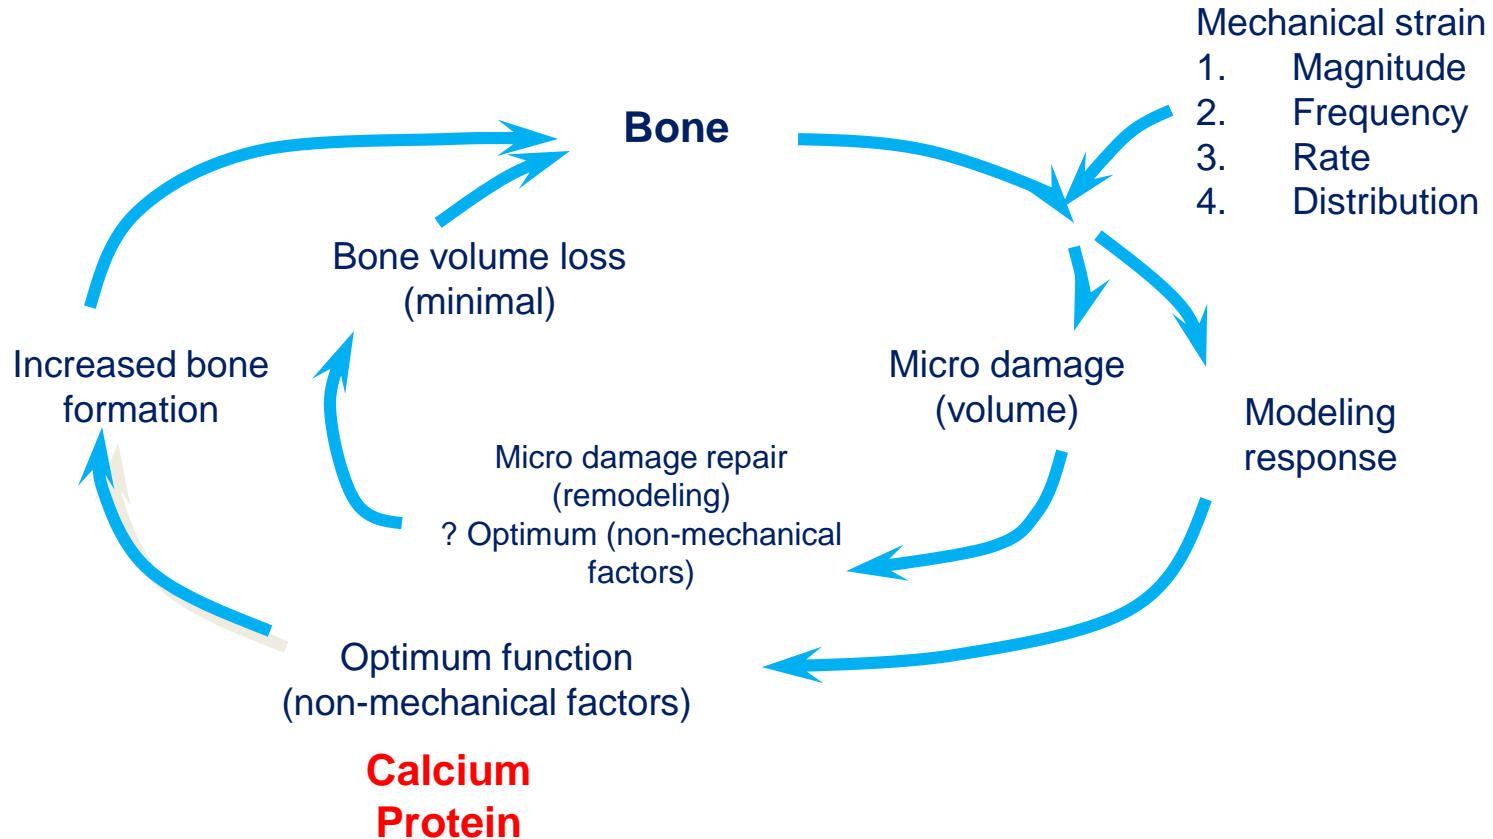 Mechanical strain
1. Magnitude
2. Frequency
3. Rate
4. Distribution
Bone
Bone volume loss
(minimal)
Increased bone
formation
Micro damage
(volume)
Modeling
response
Micro damage repair
(remodeling)
? Optimum (non-mechanical
factors)
Optimum function
(non-mechanical factors)
Calcium
Protein